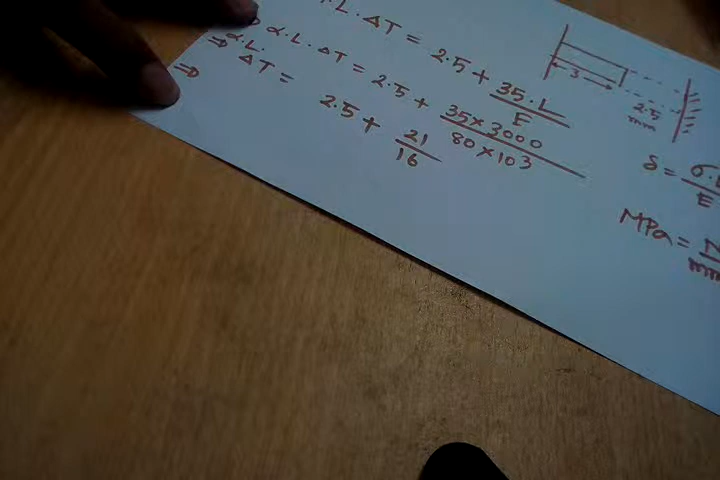 .L.ΔT = 2.5 + 35.L/E
⇒ α.L.ΔT = 2.5 + 35×3000/80×103
⇒ α.L.ΔT = 2.5 + 21/16
3
2.5 mm
δ = σ./E
MPa =